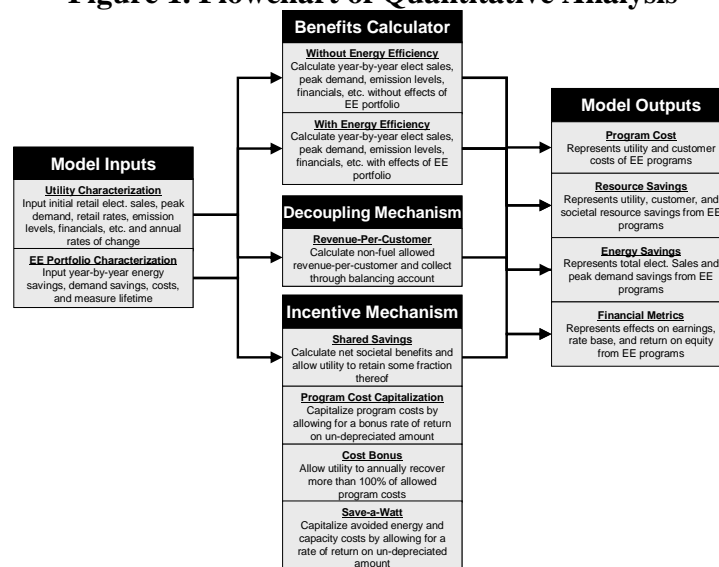 Figure 1. Flowchart of Quantitative Analysis
Benefits Calculator
Without Energy Efficiency
Calculate year-by-year elect sales,
peak demand, emission levels,
financials, etc. without effects of
EE portfolio
With Energy Efficiency
Calculate year-by-year elect sales,
peak demand, emission levels,
financials, etc. with effects of EE
portfolio
Model Inputs
Utility Characterization
Input initial retail elect. sales, peak
demand, retail rates, emission
levels, financials, etc. and annual
rates of change
EE Portfolio Characterization
Input year-by-year energy
savings, demand savings, costs,
and measure lifetime
Decoupling Mechanism
Revenue-Per-Customer
Calculate non-fuel allowed
revenue-per-customer and collect
through balancing account
Incentive Mechanism
Shared Savings
Calculate net societal benefits and
allow utility to retain some fraction
thereof
Program Cost Capitalization
Capitalize program costs by
allowing for a bonus rate of return
on un-depreciated amount
Cost Bonus
Allow utility to annually recover
more than 100% of allowed
program costs
Save-a-Watt
Capitalize avoided energy and
capacity costs by allowing for a
rate of return on un-depreciated
amount
Model Outputs
Program Cost
Represents utility and customer
costs of EE programs
Resource Savings
Represents utility, customer, and
societal resource savings from EE
programs
Energy Savings
Represents total elect. Sales and
peak demand savings from EE
programs
Financial Metrics
Represents effects on earnings,
rate base, and return on equity
from EE programs